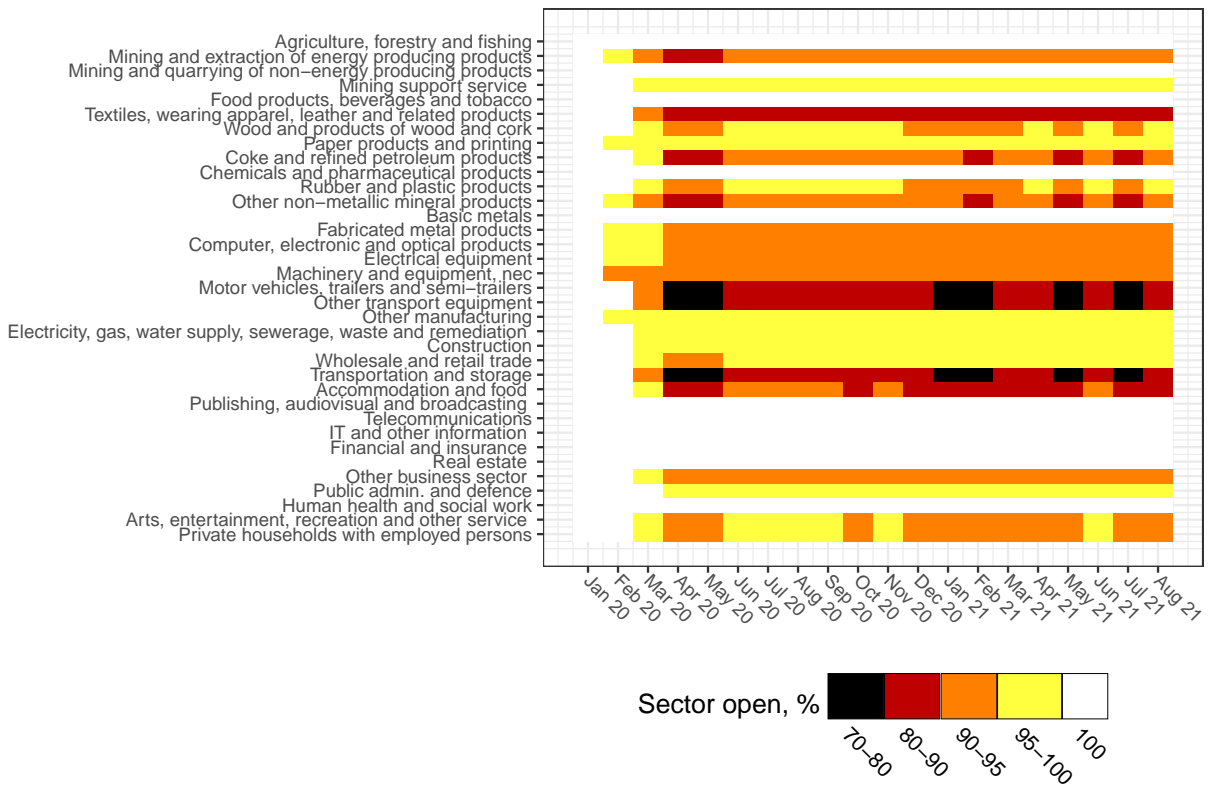 Agriculture, forestry and fishing
Mining and extraction of energy producing products
Mining and quarrying of non−energy producing products
Mining support service
Food products, beverages and tobacco
Textiles, wearing apparel, leather and related products
Wood and products of wood and cork
Paper products and printing
Coke and refined petroleum products
Chemicals and pharmaceutical products
Rubber and plastic products
Other non−metallic mineral products
Basic metals
Fabricated metal products
Computer, electronic and optical products
Electrical equipment
Machinery and equipment, nec
Motor vehicles, trailers and semi−trailers
Other transport equipment
Other manufacturing
Electricity, gas, water supply, sewerage, waste and remediation
Construction
Wholesale and retail trade
Transportation and storage
Accommodation and food
Publishing, audiovisual and broadcasting
Telecommunications
IT and other information
Financial and insurance
Real estate
Other business sector
Public admin. and defence
Human health and social work
Arts, entertainment, recreation and other service
Private households with employed persons
Jan 20
Feb 20
Mar 20
Apr 20
May 20
Jun 20
Jul 20
Aug 20
Sep 20
Oct 20
Nov 20
Dec 20
Jan 21
Feb 21
Mar 21
Apr 21
May 21
Jun 21
Jul 21
Aug 21
Sector open, %
70−80
80−90
90−95
95−100
100